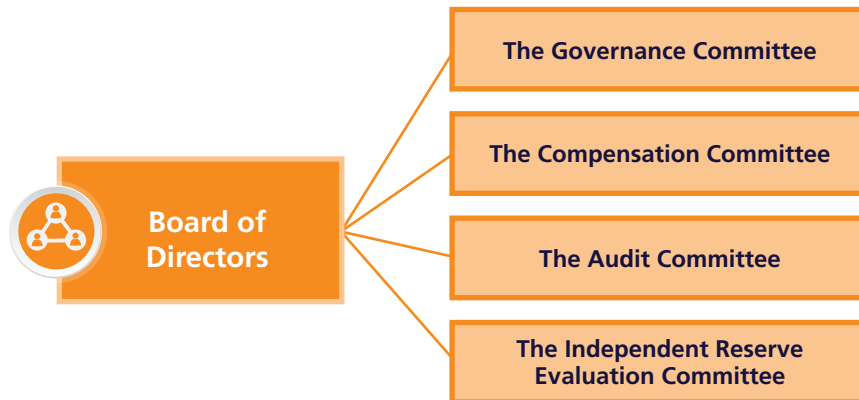 Board of
Directors
The Governance Committee
The Compensation Committee
The Audit Committee
The Independent Reserve
Evaluation Committee